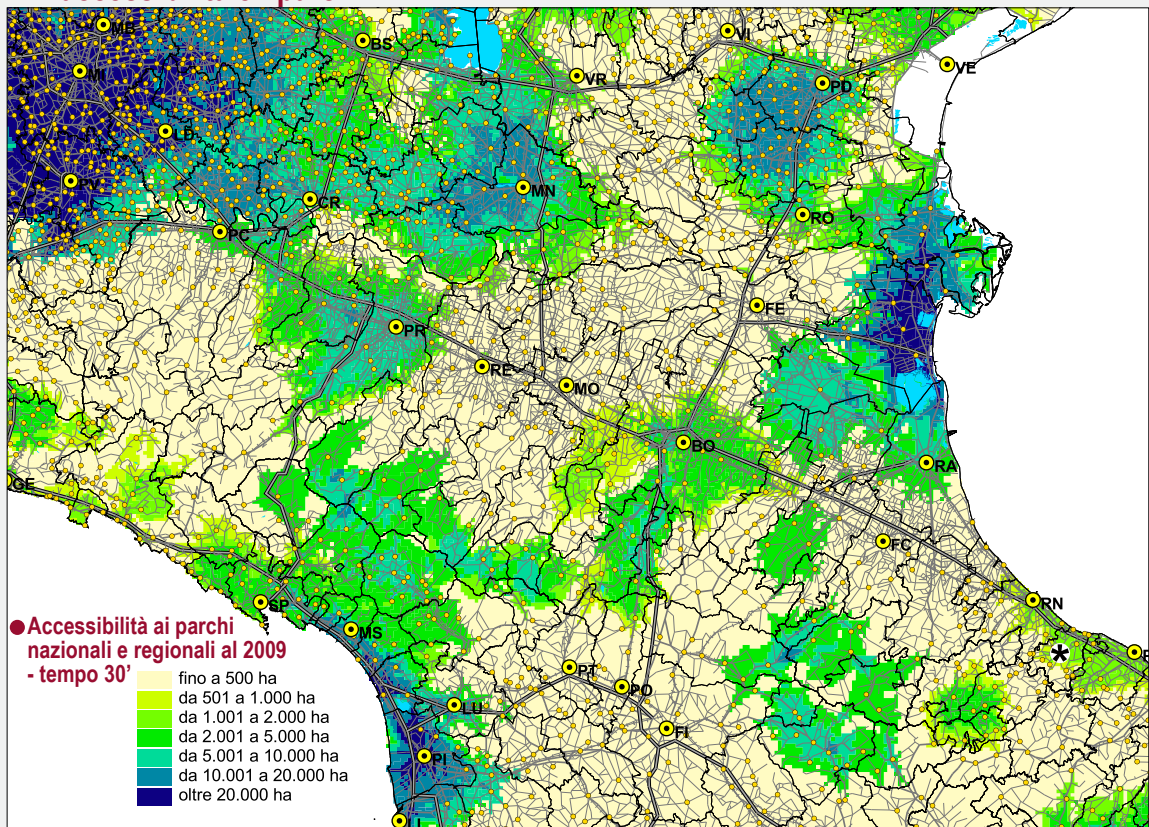 MB
BS
VI
MI
VR
PD
VE
LD
PV
MN
CR
RO
PC
FE
PR
RE
MO
BO
RA
GE
FC
SP
RN
MS
*
PT
PO
LU
FI
PI
LI
● Accessibilità ai parchi
nazionali e regionali al 2009
- tempo 30'
fino a 500 ha
da 501 a 1.000 ha
da 1.001 a 2.000 ha
da 2.001 a 5.000 ha
da 5.001 a 10.000 ha
da 10.001 a 20.000 ha
oltre 20.000 ha